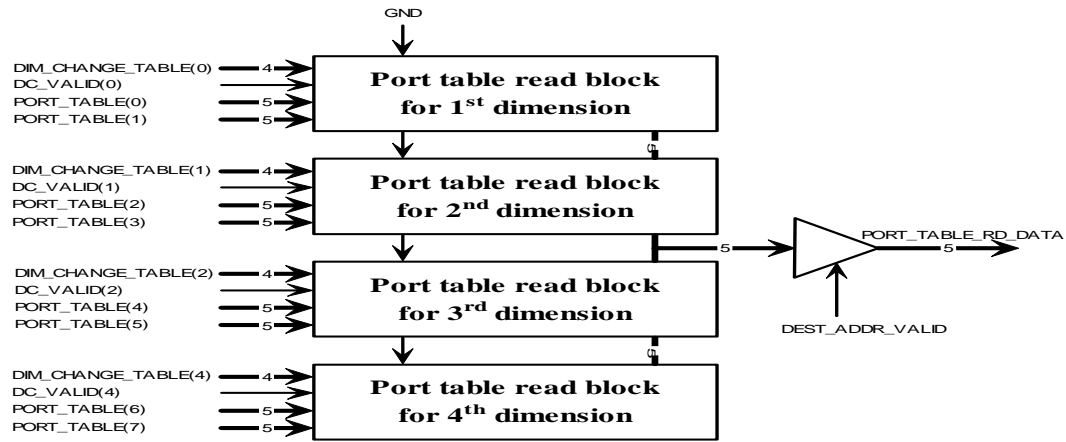 GND
DIM_CHANGE_TABLE(0)
4
DC_VALID(0)
PORT_TABLE(0)
5
PORT_TABLE(1)
5
Port table read block
for 1st dimension
5
DIM_CHANGE_TABLE(1)
4
DC_VALID(1)
PORT_TABLE(2)
5
PORT_TABLE(3)
5
Port table read block
for 2nd dimension
5
PORT_TABLE_RD_DATA
5
DEST_ADDR_VALID
DIM_CHANGE_TABLE(2)
4
DC_VALID(2)
PORT_TABLE(4)
5
PORT_TABLE(5)
5
Port table read block
for 3rd dimension
5
DIM_CHANGE_TABLE(4)
4
DC_VALID(4)
PORT_TABLE(6)
5
PORT_TABLE(7)
5
Port table read block
for 4th dimension